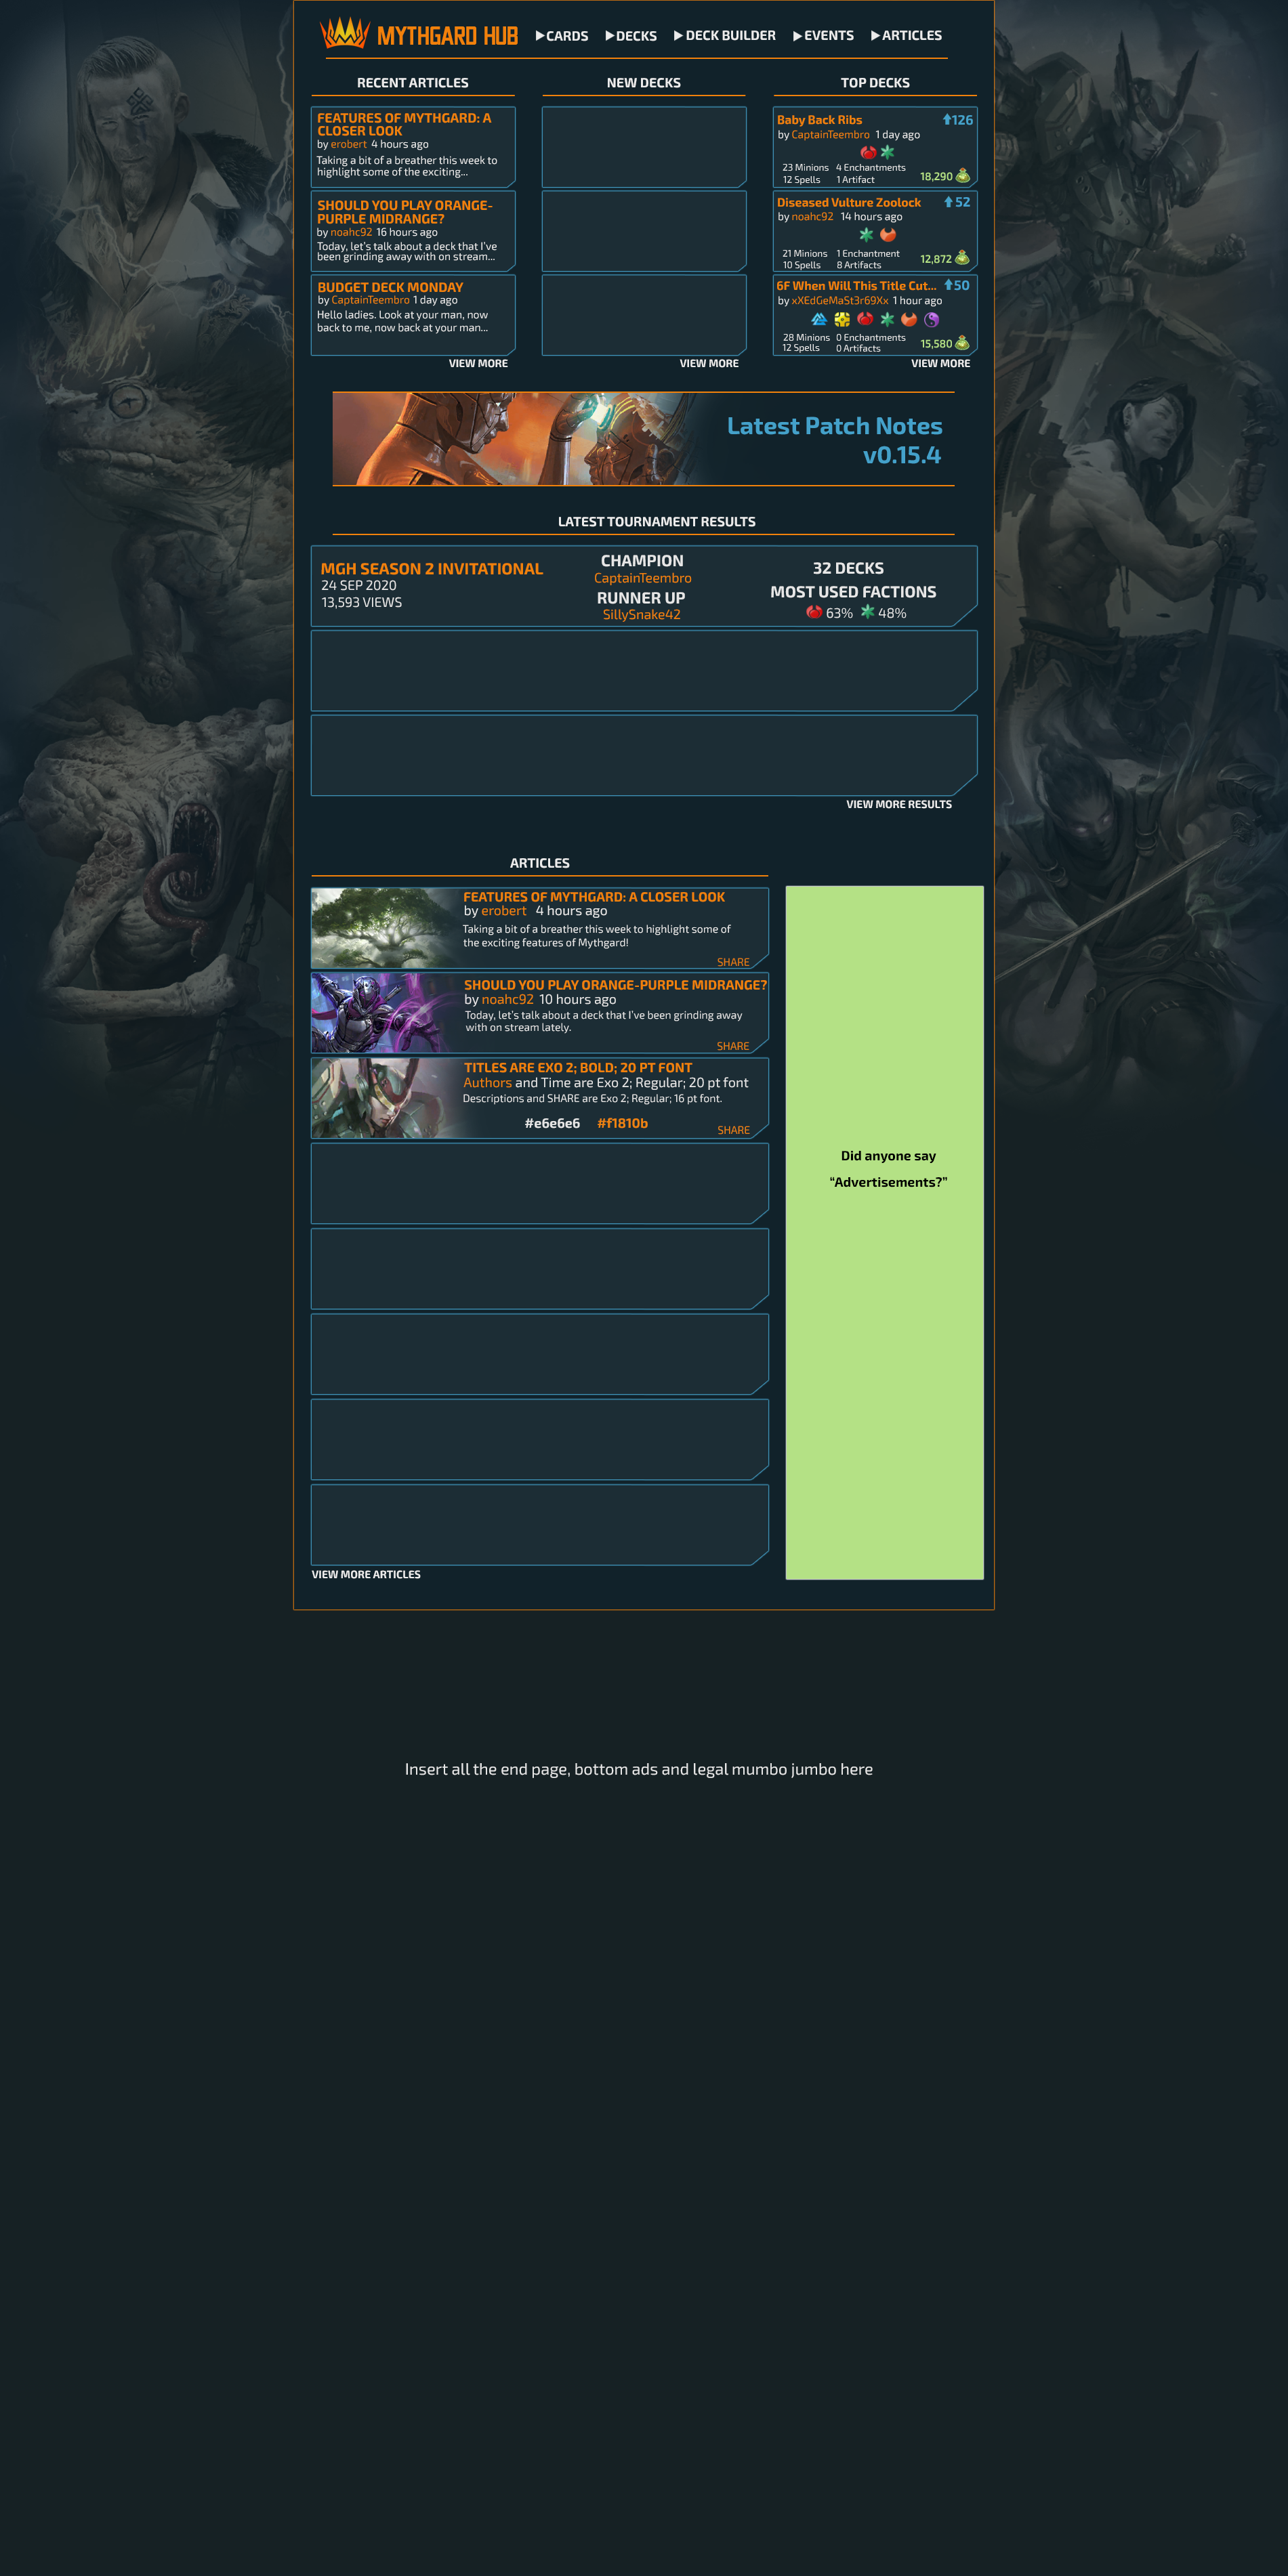 MYTHGARD HUB
CARDS
DECKS
DECK BUILDER
EVENTS
ARTICLES
RECENT ARTICLES
FEATURES OF MYTHGARD: A
CLOSER LOOK
by erobert 4 hours ago
Taking a bit of a breather this week to
highlight some of the exciting...
SHOULD YOU PLAY ORANGE-
PURPLE MIDRANGE?
by noahc92 16 hours ago
Today, let's talk about a deck that I've
been grinding away with on stream...
BUDGET DECK MONDAY
by CaptainTeembro 1 day ago
Hello ladies. Look at your man, now
back to me, now back at your man...
VIEW MORE
NEW DECKS
VIEW MORE
TOP DECKS
Baby Back Ribs 126
by CaptainTeembro 1 day ago
23 Minions 4 Enchantments
12 Spells 1 Artifact 18,290
Diseased Vulture Zoolock 52
by noahc92 14 hours ago
21 Minions 1 Enchantment
10 Spells 8 Artifacts 12,872
6F When Will This Title Cut... 50
by xXEdGeMaSt3r69Xx 1 hour ago
28 Minions 0 Enchantments
12 Spells 0 Artifacts 15,580
VIEW MORE
Latest Patch Notes
v0.15.4
LATEST TOURNAMENT RESULTS
MGH SEASON 2 INVITATIONAL
24 SEP 2020
13,593 VIEWS
CHAMPION
CaptainTeembro
RUNNER UP
SillySnake42
32 DECKS
MOST USED FACTIONS
63% 48%
VIEW MORE RESULTS
ARTICLES
FEATURES OF MYTHGARD: A CLOSER LOOK
by erobert 4 hours ago
Taking a bit of a breather this week to highlight some of
the exciting features of Mythgard!
SHARE
SHOULD YOU PLAY ORANGE-PURPLE MIDRANGE?
by noahc92 10 hours ago
Today, let's talk about a deck that I've been grinding away
with on stream lately.
SHARE
TITLES ARE EXO 2; BOLD; 20 PT FONT
Authors and Time are Exo 2; Regular; 20 pt font
Descriptions and SHARE are Exo 2; Regular; 16 pt font.
#e6e6e6 #f1810b
SHARE
VIEW MORE ARTICLES
Did anyone say
“Advertisements?”
Insert all the end page, bottom ads and legal mumbo jumbo here